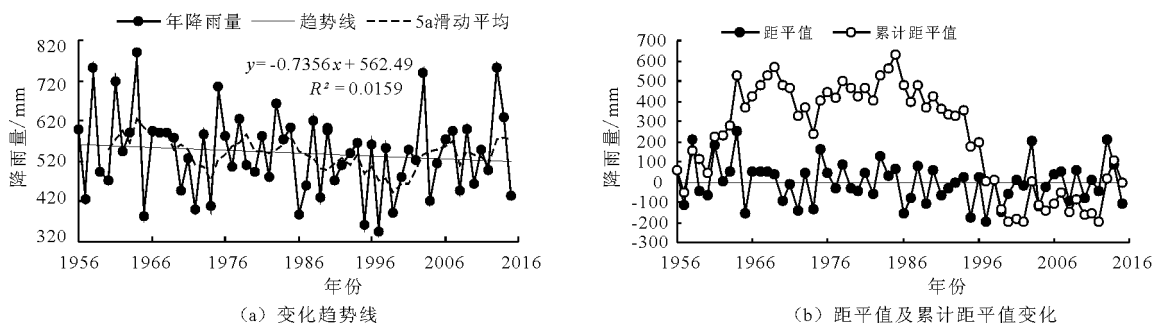 年降雨量 趋势线 5a滑动平均
y= -0.7356x + 562.49
R² = 0.0159
降雨量/mm
820
720
620
520
420
320
1956 1966 1976 1986 1996 2006 2016
年份
(a) 变化趋势线
距平值 累计距平值
降雨量/mm
700
600
500
400
300
200
100
0
-100
-200
-300
1956 1966 1976 1986 1996 2006 2016
年份
(b) 距平值及累计距平值变化